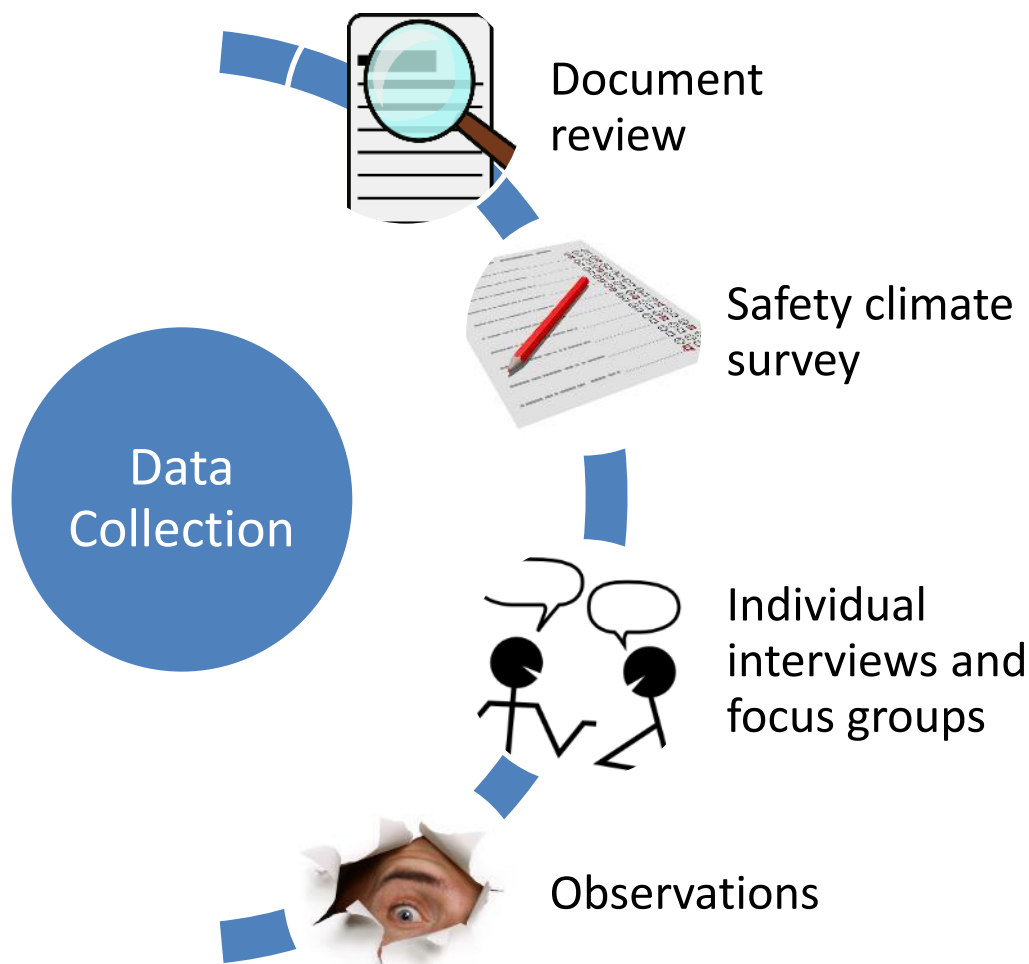 Document
review
Safety climate
survey
Data
Collection
Individual
interviews and
focus groups
Observations